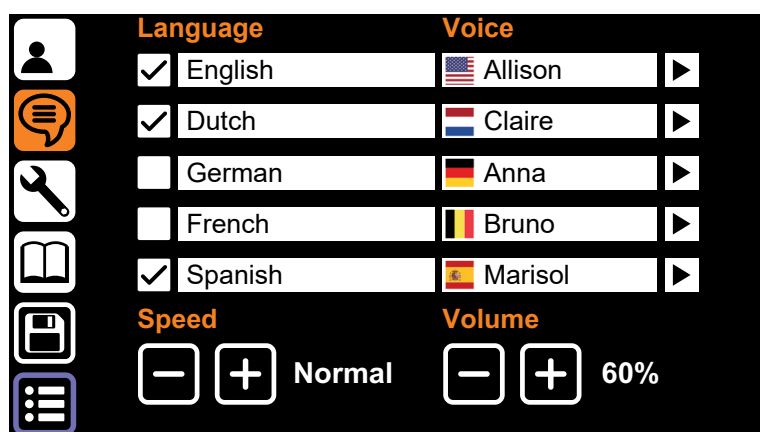 Language Voice
English Allison
Dutch Claire
German Anna
French Bruno
Spanish Marisol
Speed Volume
Normal 60%